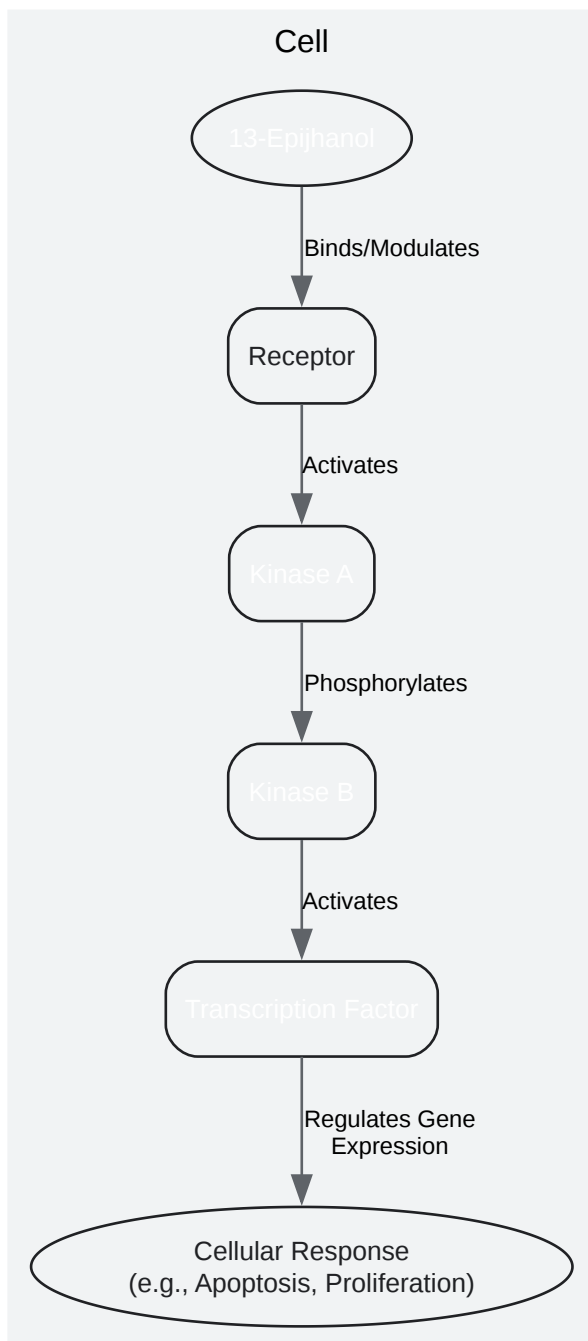 Cell
13-Epijhanol
Binds/Modulates
Receptor
Activates
Kinase A
Phosphorylates
Kinase B
Activates
Transcription Factor
Regulates Gene
Expression
Cellular Response
(e.g., Apoptosis, Proliferation)